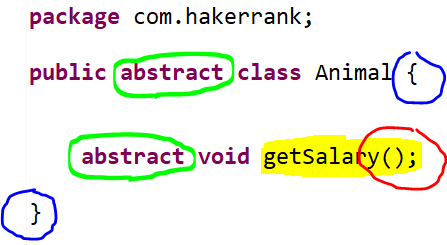 package com.hakerrank;
public abstract class Animal {
abstract void getSalary();
}